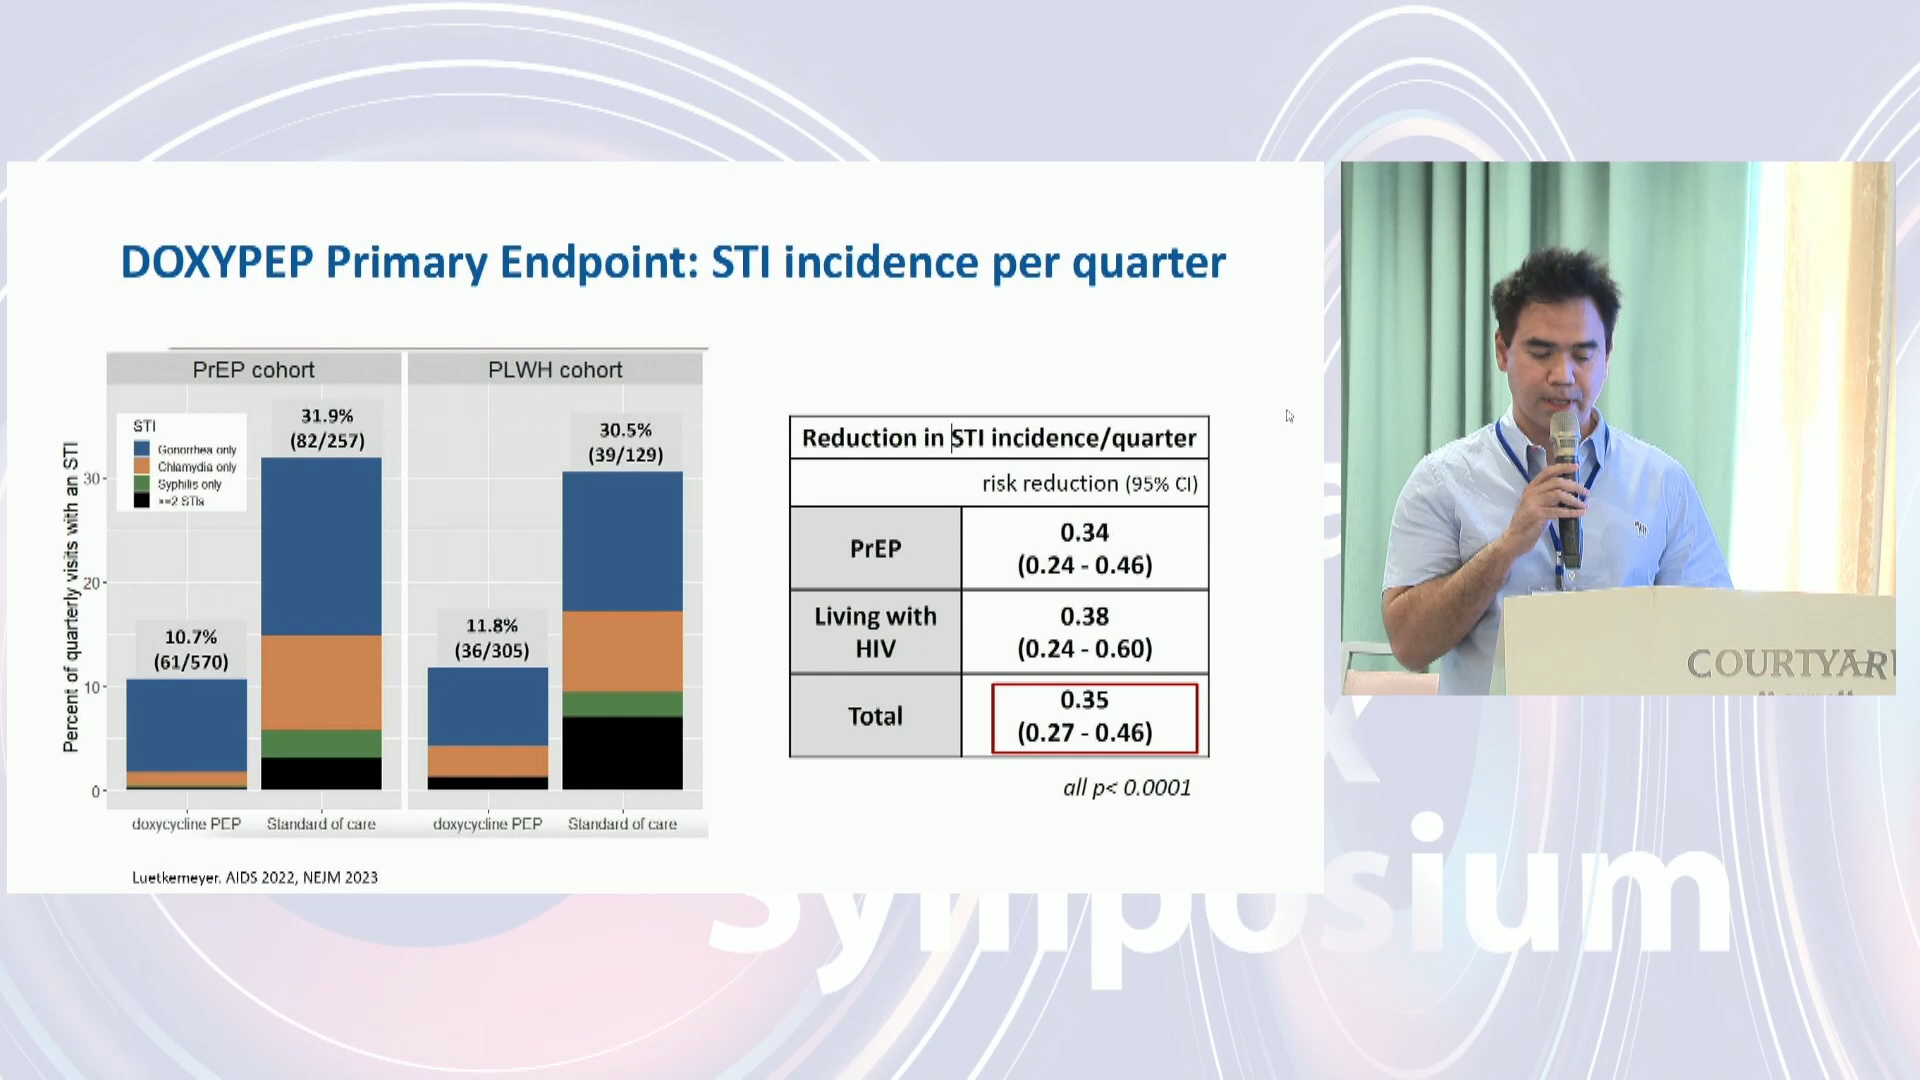 DOXYPEP Primary Endpoint: STI incidence per quarter
PrEP cohort
PLWH cohort
Percent of quarterly visits with an STI
30
20
10
0
STI
Gonorrhea only
Chlamydia only
Syphilis only
>=2 STIs
10.7%
(61/570)
31.9%
(82/257)
11.8%
(36/305)
30.5%
(39/129)
doxycycline PEP
Standard of care
doxycycline PEP
Standard of care
Luetkemeyer. AIDS 2022, NEJM 2023
Reduction in STI incidence/quarter
risk reduction (95% CI)
PrEP
0.34
(0.24 - 0.46)
Living with
HIV
0.38
(0.24 - 0.60)
Total
0.35
(0.27 - 0.46)
all p< 0.0001
COURTYAR
Symposium